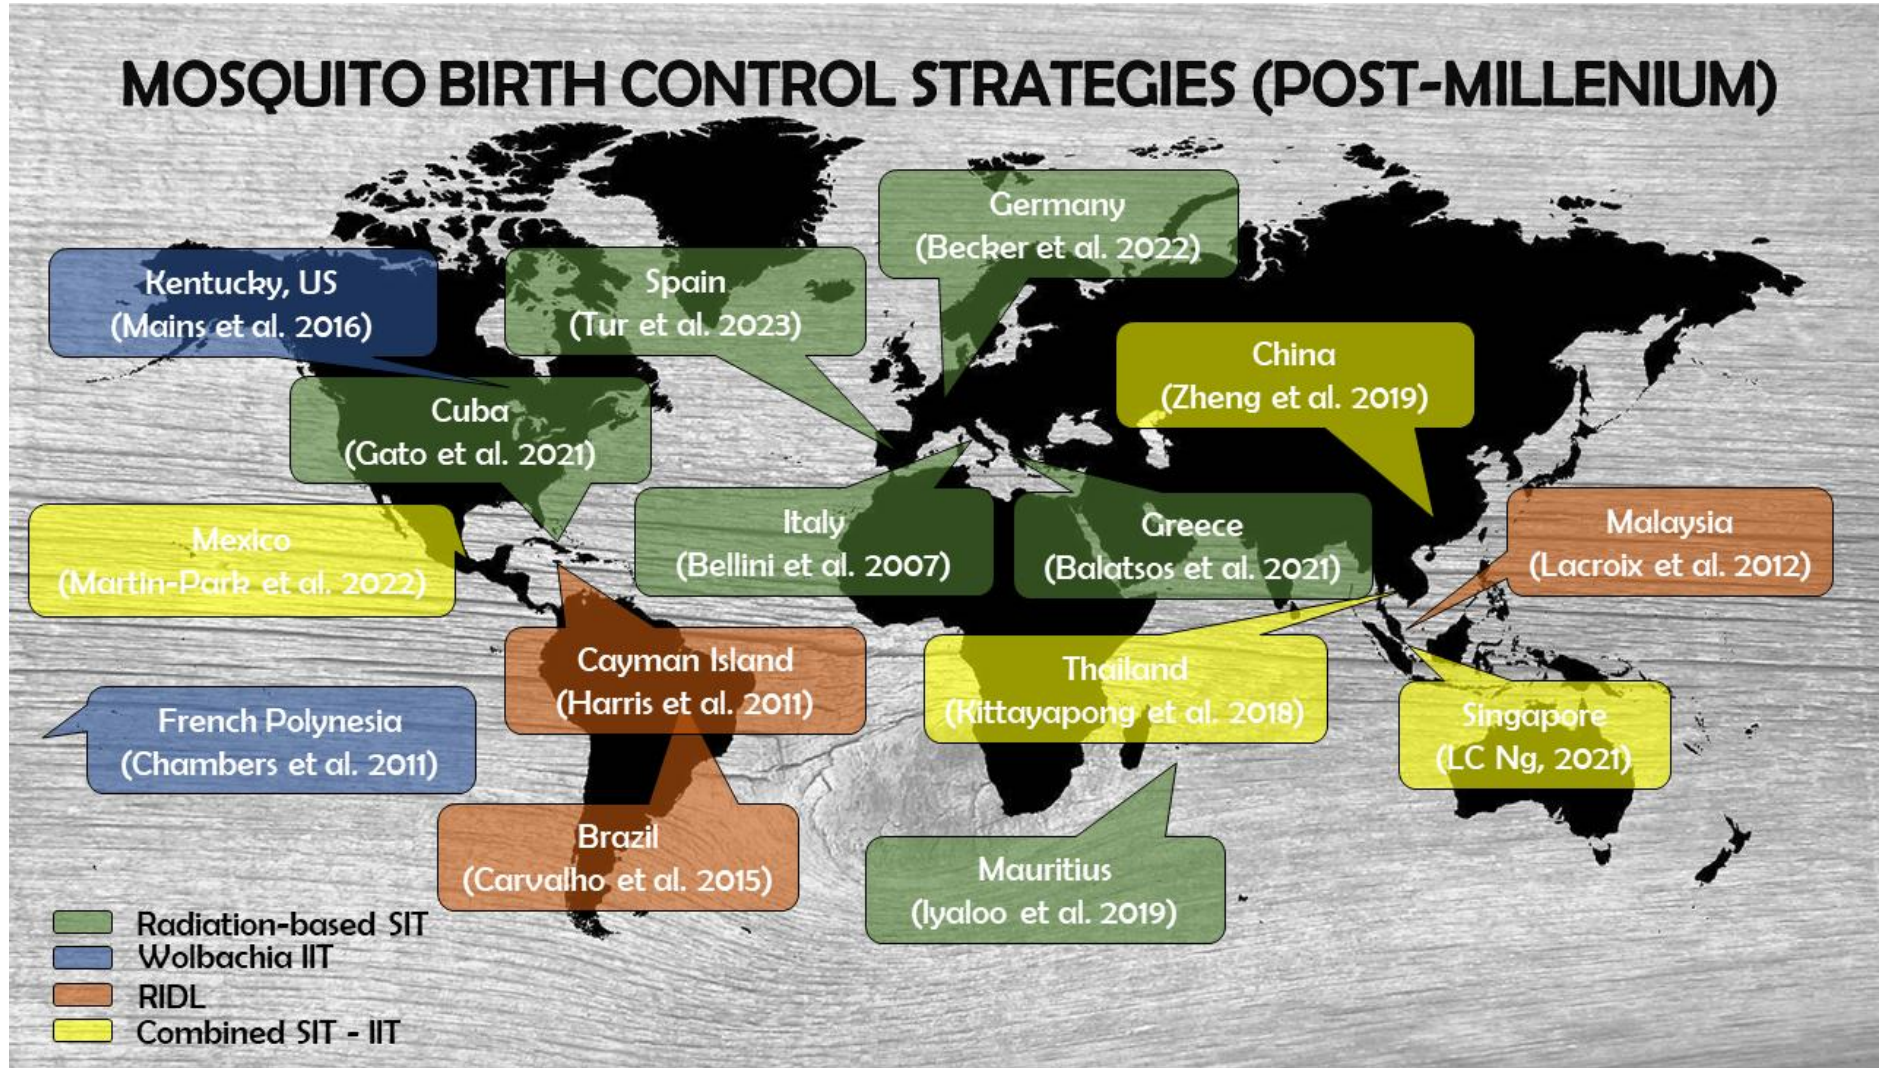 MOSQUITO BIRTH CONTROL STRATEGIES (POST-MILLENIUM)
Germany
(Becker et al. 2022)
Kentucky, US
(Mains et al. 2016)
Spain
(Tur et al. 2023)
China
(Zheng et al. 2019)
Cuba
(Gato et al. 2021)
Mexico
(Martin-Park et al. 2022)
Italy
(Bellini et al. 2007)
Greece
(Balatsos et al. 2021)
Malaysia
(Lacroix et al. 2012)
French Polynesia
(Chambers et al. 2011)
Cayman Island
(Harris et al. 2011)
Thailand
(Kittayapong et al. 2018)
Singapore
(LC Ng, 2021)
Brazil
(Carvalho et al. 2015)
Mauritius
(Iyaloo et al. 2019)
Radiation-based SIT
Wolbachia IIT
RIDL
Combined SIT - IIT